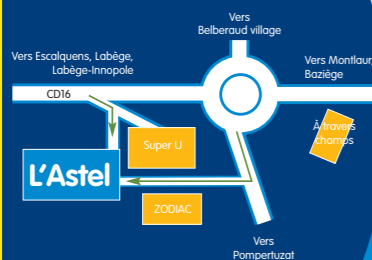 Vers
Belberaud village
Vers Escalquens, Labège,
Labège-Innopole
Vers Montlaur,
Baziège
CD16
À travers
champs
Super U
L'Astel
ZODIAC
Vers
Pompertuzat